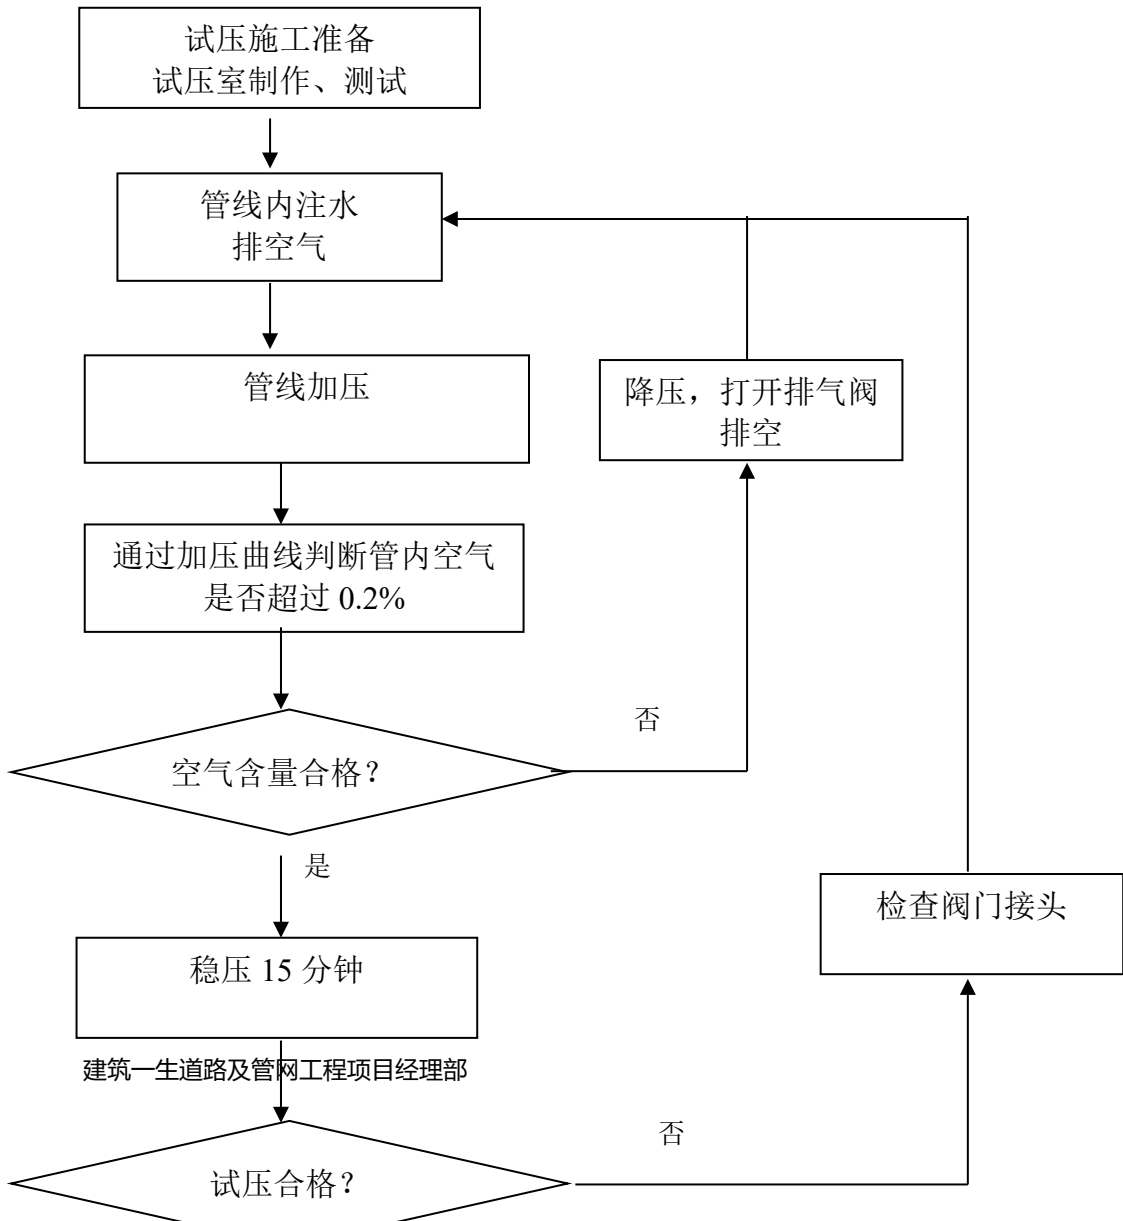 试压施工准备
试压室制作、测试
管线内注水
排空气
管线加压
降压，打开排气阀
排空
通过加压曲线判断管内空气
是否超过 0.2%
否
空气含量合格？
是
检查阀门接头
稳压 15 分钟
建筑一生道路及管网工程项目经理部
否
试压合格？